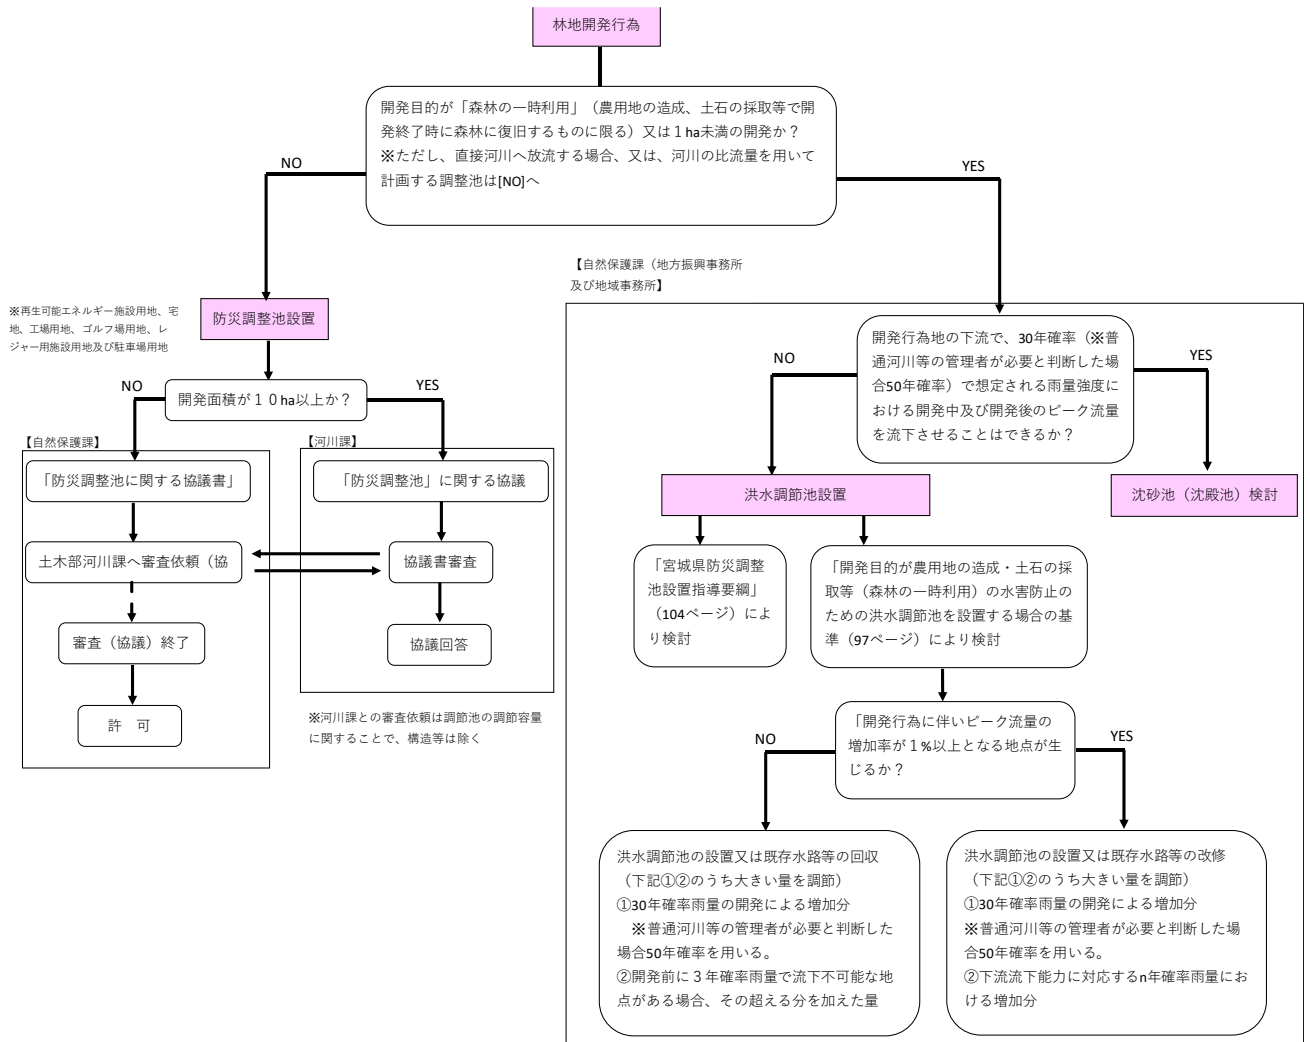 林地開発行為
開発目的が「森林の一時利用」（農用地の造成、土石の採取等で開
発終了時に森林に復旧するものに限る）又は１ha未満の開発か？
※ただし、直接河川へ放流する場合、又は、河川の比流量を用いて
計画する調整池は[NO]へ
NO
YES
【自然保護課（地方振興事務所
及び地域事務所】
※再生可能エネルギー施設用地、宅
地、工場用地、ゴルフ場用地、レ
ジャー用施設用地及び駐車場用地
防災調整池設置
NO
YES
開発面積が１０ha以上か？
【自然保護課】
【河川課】
「防災調整池に関する協議書」
「防災調整池」に関する協議
土木部河川課へ審査依頼（協
協議書審査
審査（協議）終了
協議回答
許　可
※河川課との審査依頼は調節池の調節容量
に関することで、構造等は除く
開発行為地の下流で、30年確率（※普
通河川等の管理者が必要と判断した場
合50年確率）で想定される雨量強度に
おける開発中及び開発後のピーク流量
を流下させることはできるか？
NO
YES
洪水調節池設置
沈砂池（沈殿池）検討
「宮城県防災調整
池設置指導要綱」
（104ページ）によ
り検討
「開発目的が農用地の造成・土石の採
取等（森林の一時利用）の水害防止の
ための洪水調節池を設置する場合の基
準（97ページ）により検討
「開発行為に伴いピーク流量の
増加率が１%以上となる地点が生
じるか？
NO
YES
洪水調節池の設置又は既存水路等の回収
（下記①②のうち大きい量を調節）
①30年確率雨量の開発による増加分
　※普通河川等の管理者が必要と判断した
場合50年確率を用いる。
②開発前に３年確率雨量で流下不可能な地
点がある場合、その超える分を加えた量
洪水調節池の設置又は既存水路等の改修
（下記①②のうち大きい量を調節）
①30年確率雨量の開発による増加分
※普通河川等の管理者が必要と判断した場
合50年確率を用いる。
②下流流下能力に対応するn年確率雨量にお
ける増加分